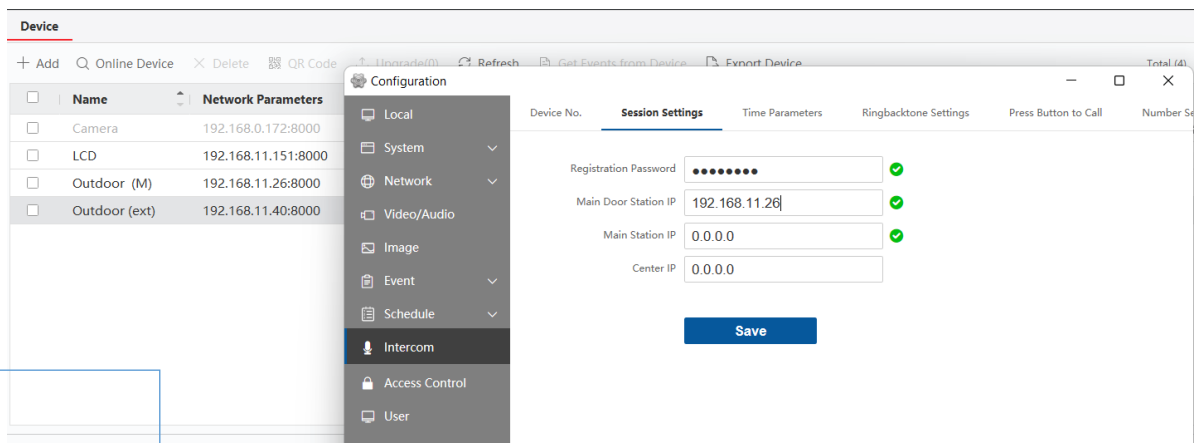 Device
Add Online Device Delete QR Code Upgrade(0) Refresh Get Events from Device Export Device Total (4)
Configuration
Name Network Parameters
Camera 192.168.0.172:8000
LCD 192.168.11.151:8000
Outdoor (M) 192.168.11.26:8000
Outdoor (ext) 192.168.11.40:8000
Local
System
Network
Video/Audio
Image
Event
Schedule
Intercom
Access Control
User
Device No. Session Settings Time Parameters Ringbacktone Settings Press Button to Call Number Se
Registration Password ●●●●●●●●
Main Door Station IP 192.168.11.26
Main Station IP 0.0.0.0
Center IP 0.0.0.0
Save